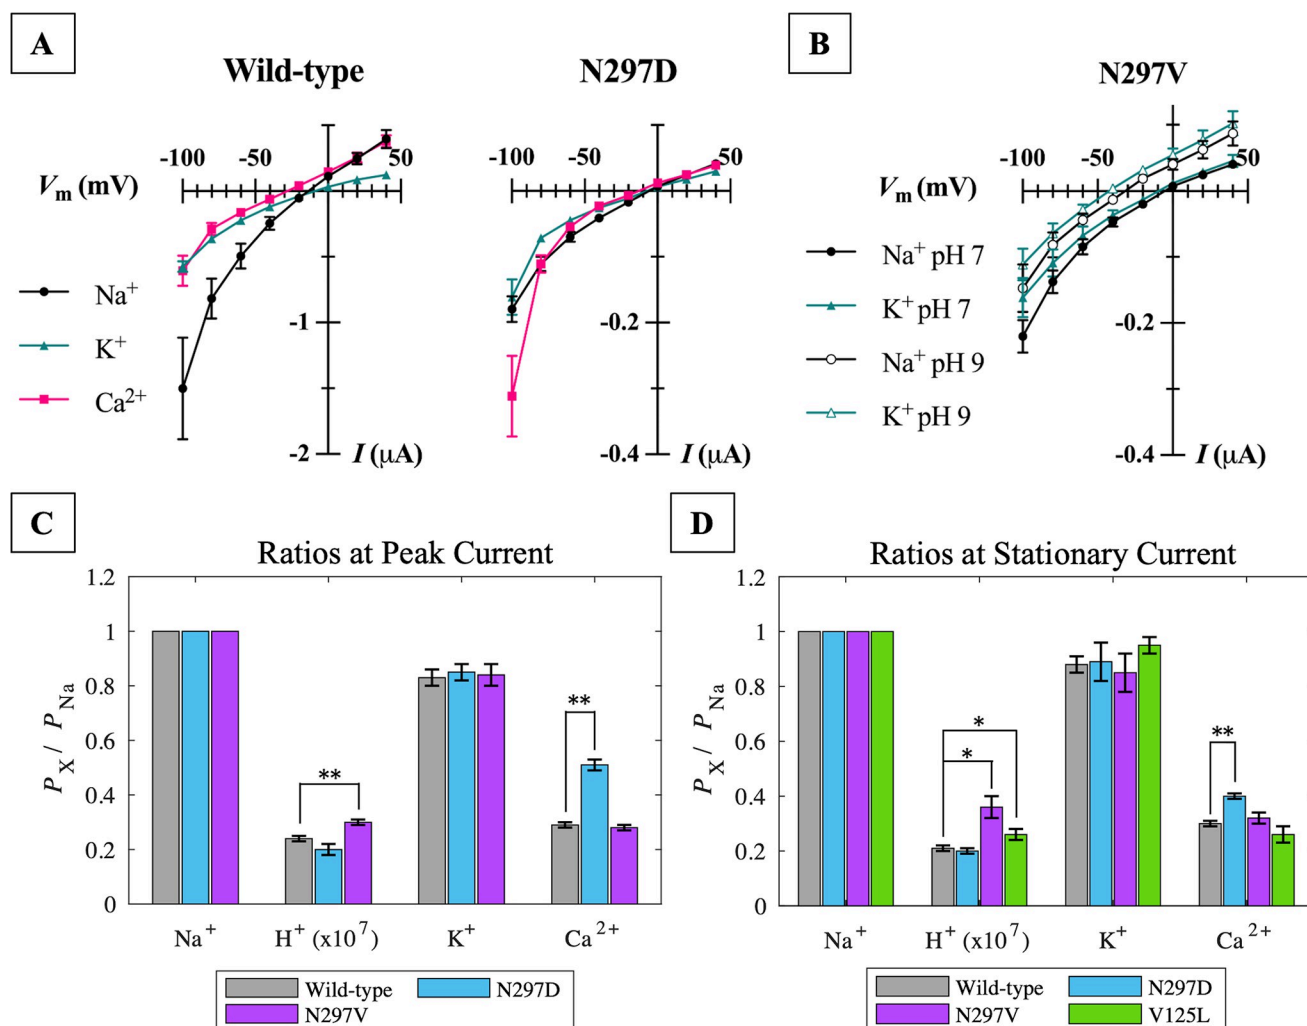 A
Wild-type
N297D
B
N297V
-100 -50 50
-100 -50 50
-100 -50 50
Vm (mV)
Vm (mV)
Na⁺
K⁺
Ca²⁺
-1
-2
I (μA)
-0.2
-0.4
I (μA)
Na⁺ pH 7
K⁺ pH 7
Na⁺ pH 9
K⁺ pH 9
-0.2
-0.4
I (μA)
C
Ratios at Peak Current
PX / PNa
1.2
1
0.8
0.6
0.4
0.2
0
**
**
Na⁺ H⁺ (x10⁷) K⁺ Ca²⁺
Wild-type N297D
N297V
D
Ratios at Stationary Current
PX / PNa
1.2
1
0.8
0.6
0.4
0.2
0
*
*
**
Na⁺ H⁺ (x10⁷) K⁺ Ca²⁺
Wild-type N297D
N297V V125L